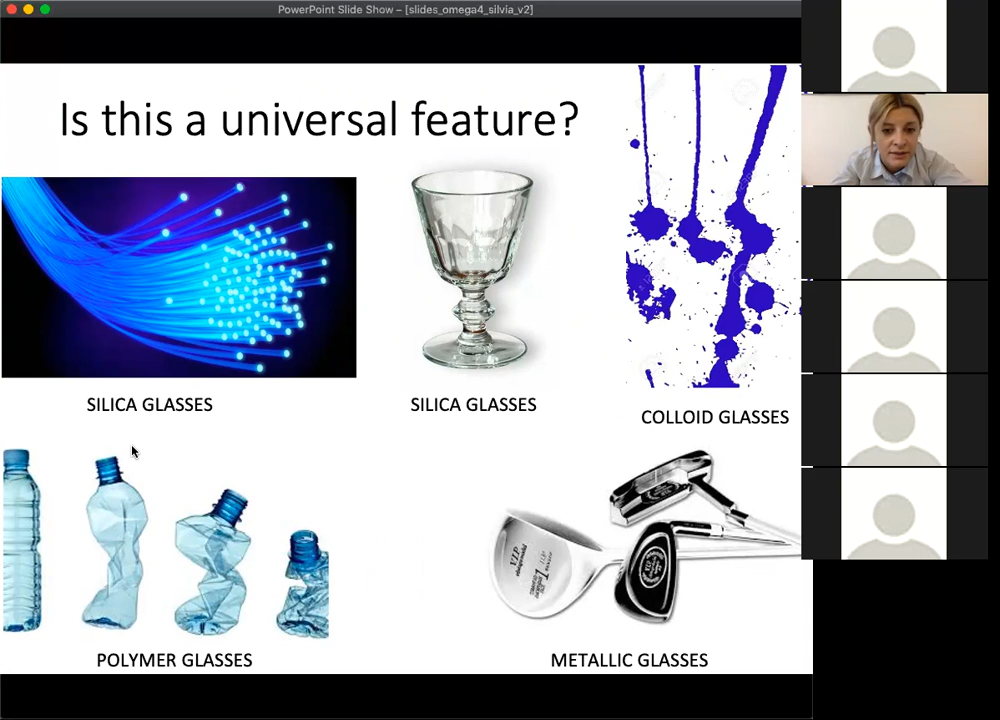 PowerPoint Slide Show – [slides_omega4_silvia_v2]
Is this a universal feature?
SILICA GLASSES
SILICA GLASSES
COLLOID GLASSES
POLYMER GLASSES
METALLIC GLASSES